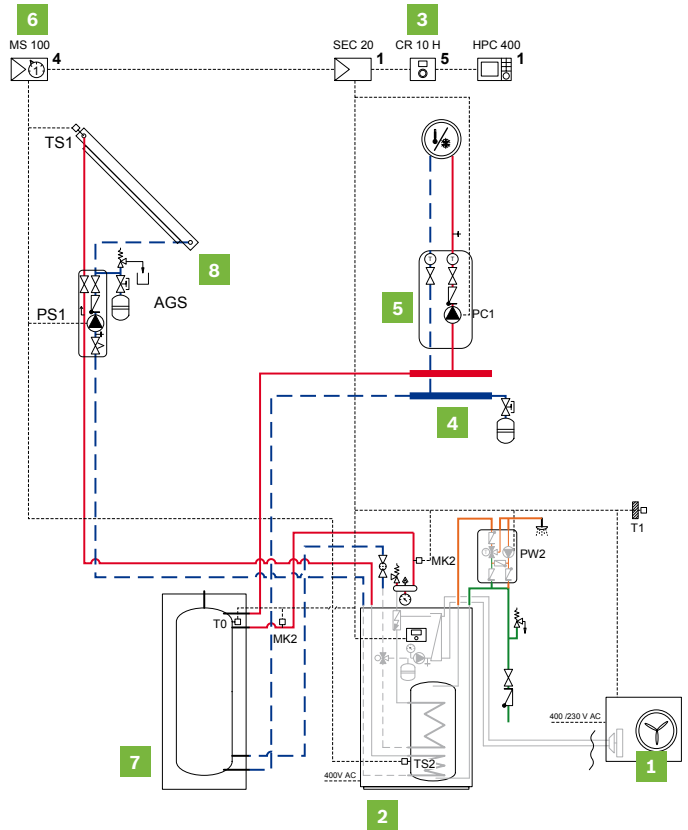 6
3
MS 100
SEC 20
CR 10 H
HPC 400
4
1
5
1
1
TS1
8
AGS
PS1
T
T
5
PC1
4
T1
PW2
T
MK2
T0
MK2
7
TS2
400V AC
400 /230 V AC
1
2